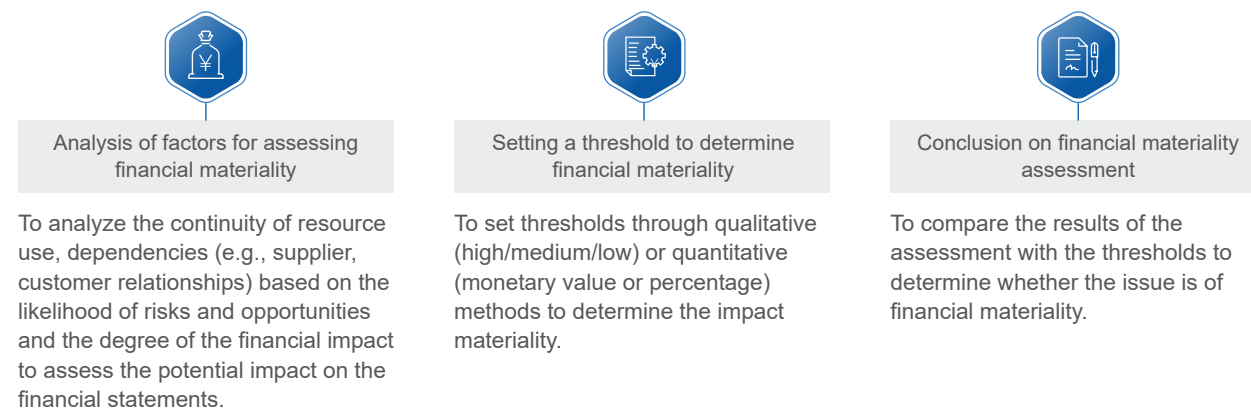 ¥
Analysis of factors for assessing
financial materiality
To analyze the continuity of resource
use, dependencies (e.g., supplier,
customer relationships) based on the
likelihood of risks and opportunities
and the degree of the financial impact
to assess the potential impact on the
financial statements.
Setting a threshold to determine
financial materiality
To set thresholds through qualitative
(high/medium/low) or quantitative
(monetary value or percentage)
methods to determine the impact
materiality.
Conclusion on financial materiality
assessment
To compare the results of the
assessment with the thresholds to
determine whether the issue is of
financial materiality.